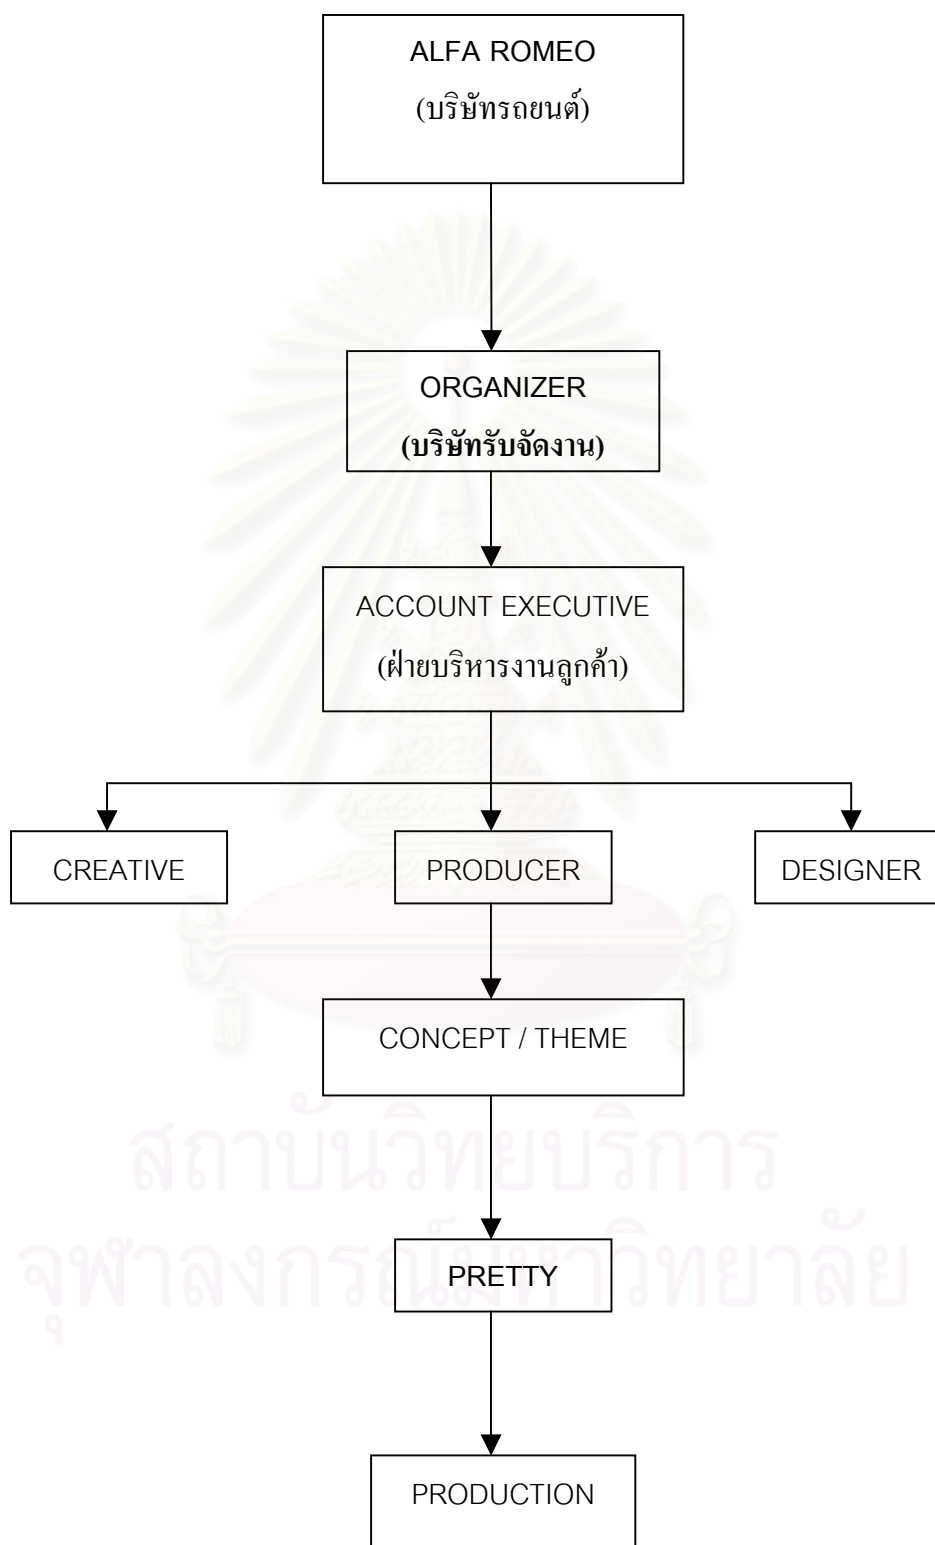 ALFA ROMEO
(บริษัทรถยนต์)
ORGANIZER
(บริษัทรับจัดงาน)
ACCOUNT EXECUTIVE
(ฝ่ายบริหารงานลูกค้า)
CREATIVE
PRODUCER
DESIGNER
CONCEPT / THEME
สถาบันวิทยบริการ
จุฬาลงกรณ์มหาวิทยาลัย
PRETTY
PRODUCTION